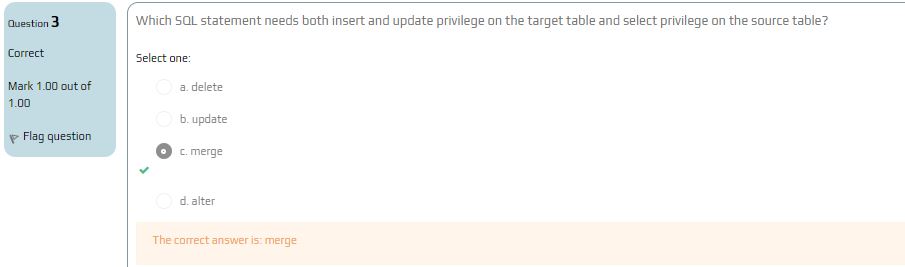 Question 3
Correct
Mark 1.00 out of
1.00
Flag question
Which SQL statement needs both insert and update privilege on the target table and select privilege on the source table?
Select one:
a. delete
b. update
c. merge
d. alter
The correct answer is: merge